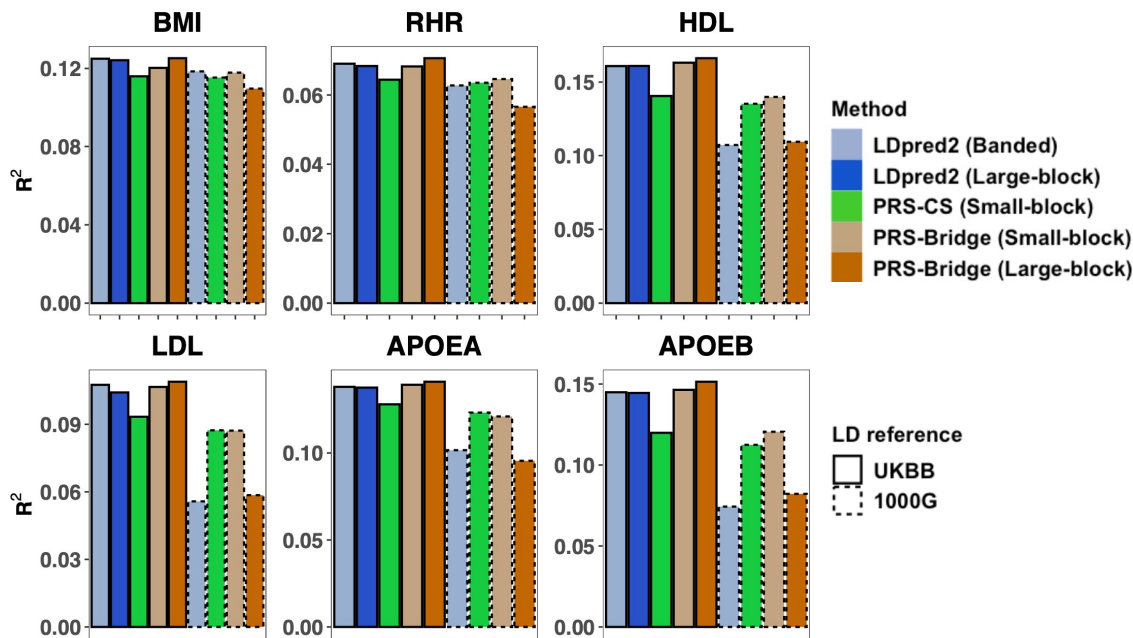 BMI
RHR
HDL
R2
0.12
0.08
0.04
0.00
0.06
0.04
0.02
0.00
0.15
0.10
0.05
0.00
LDL
APOEA
APOEB
R2
0.09
0.06
0.03
0.00
0.10
0.05
0.00
0.15
0.10
0.05
0.00
Method
LDpred2 (Banded)
LDpred2 (Large-block)
PRS-CS (Small-block)
PRS-Bridge (Small-block)
PRS-Bridge (Large-block)
LD reference
UKBB
1000G